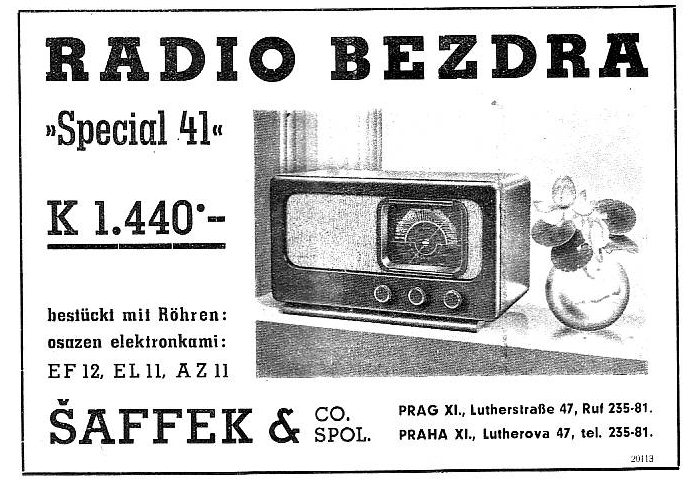 RADIO BEZDRA
»Special 41«
K 1.440·--
bestückt mit Röhren:
osazen elektronkami:
EF 12, EL 11, AZ 11
ŠAFFEK & CO. SPOL.
PRAG XI., Lutherstraße 47, Ruf 235-81.
PRAHA XI., Lutherova 47, tel. 235-81.
20113